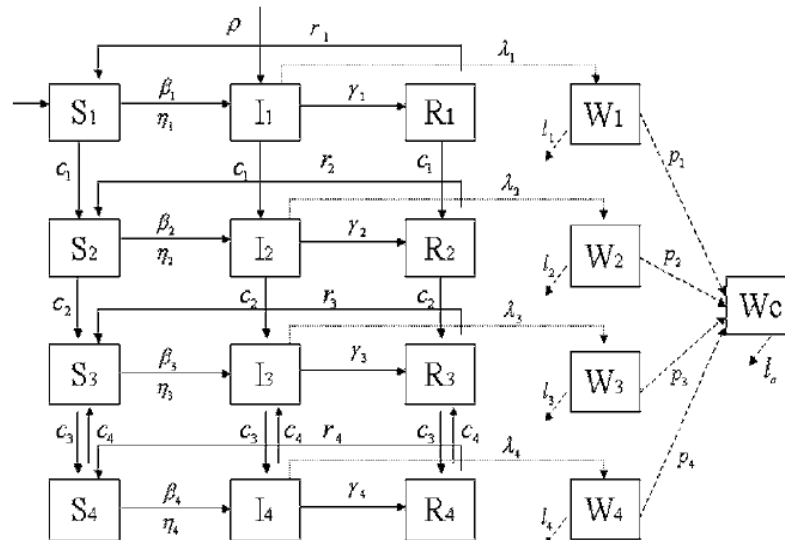 ρ r₁ λ₁
S₁ β₁ η₁ I₁ γ₁ R₁ W₁
l₁ p₁
c₁ c₁ r₂ c₁ λ₂
S₂ β₂ η₂ I₂ γ₂ R₂ W₂
l₂ p₂
Wc
c₂ c₂ r₃ c₂ λ₃
S₃ β₃ η₃ I₃ γ₃ R₃ W₃
l₃ p₃
c₃ c₄ c₃ c₄ r₄ c₃ c₄ λ₄
p₄
S₄ β₄ η₄ I₄ γ₄ R₄ W₄
l₄